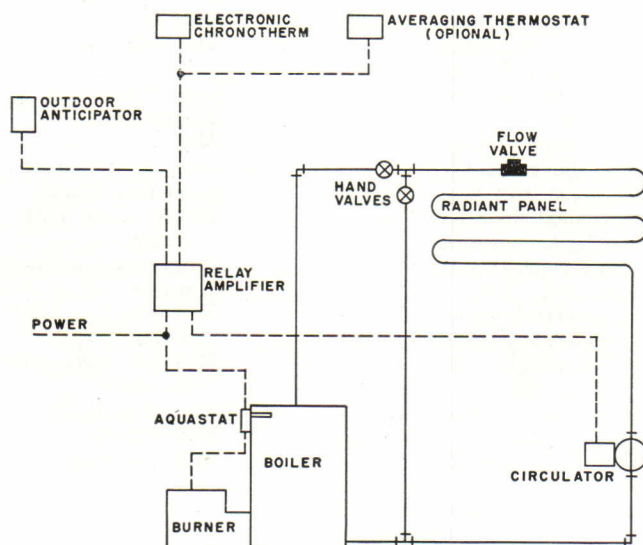 ELECTRONIC
CHRONOTHERM
AVERAGING THERMOSTAT
(OPTIONAL)
OUTDOOR
ANTICIPATOR
FLOW
VALVE
HAND
VALVES
RADIANT PANEL
RELAY
AMPLIFIER
POWER
AQUASTAT
BOILER
CIRCULATOR
BURNER